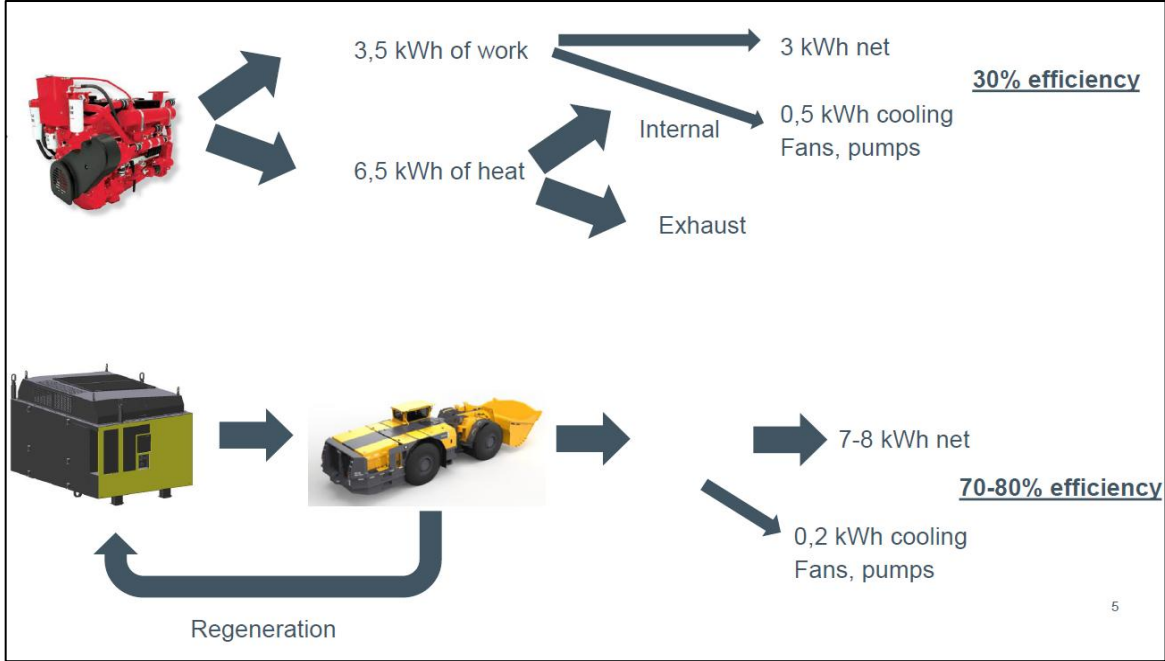 3,5 kWh of work
3 kWh net
30% efficiency
0,5 kWh cooling
Fans, pumps
Internal
6,5 kWh of heat
Exhaust
7-8 kWh net
70-80% efficiency
0,2 kWh cooling
Fans, pumps
5
Regeneration